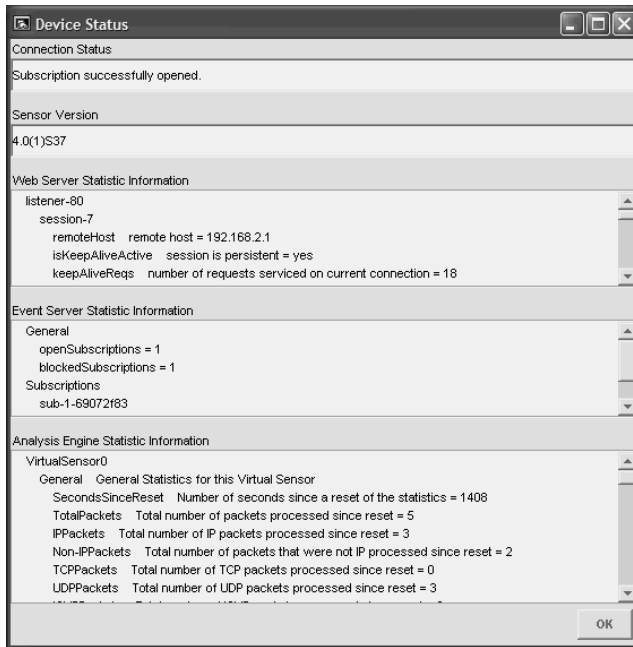 Device Status
Connection Status
Subscription successfully opened.
Sensor Version
4.0(1)S37
Web Server Statistic Information
listener-80
session-7
remoteHost remote host = 192.168.2.1
isKeepAliveActive session is persistent = yes
keepAliveReqs number of requests serviced on current connection = 18
Event Server Statistic Information
General
openSubscriptions = 1
blockedSubscriptions = 1
Subscriptions
sub-1-69072f83
Analysis Engine Statistic Information
VirtualSensor0
General General Statistics for this Virtual Sensor
SecondsSinceReset Number of seconds since a reset of the statistics = 1408
TotalPackets Total number of packets processed since reset = 5
IPPackets Total number of IP packets processed since reset = 3
Non-IPPackets Total number of packets that were not IP processed since reset = 2
TCPPackets Total number of TCP packets processed since reset = 0
UDPPackets Total number of UDP packets processed since reset = 3
OK